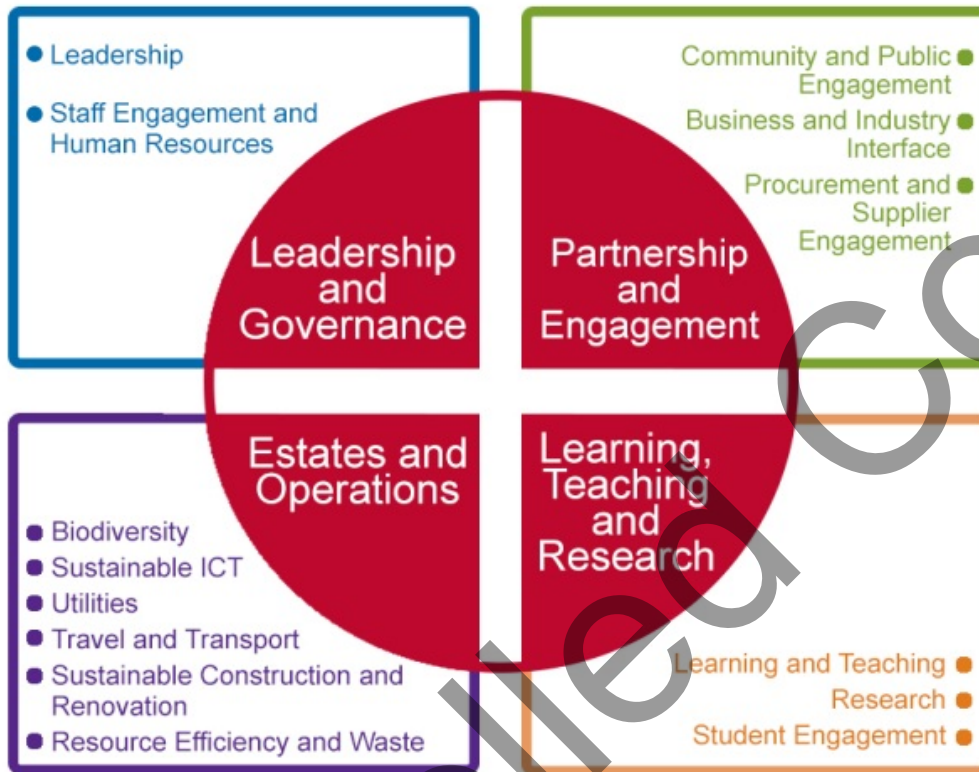 Leadership
Staff Engagement and
Human Resources
Community and Public
Engagement
Business and Industry
Interface
Procurement and
Supplier
Engagement
Leadership
and
Governance
Partnership
and
Engagement
Estates and
Operations
Learning,
Teaching
and
Research
Biodiversity
Sustainable ICT
Utilities
Travel and Transport
Sustainable Construction and
Renovation
Resource Efficiency and Waste
Learning and Teaching
Research
Student Engagement